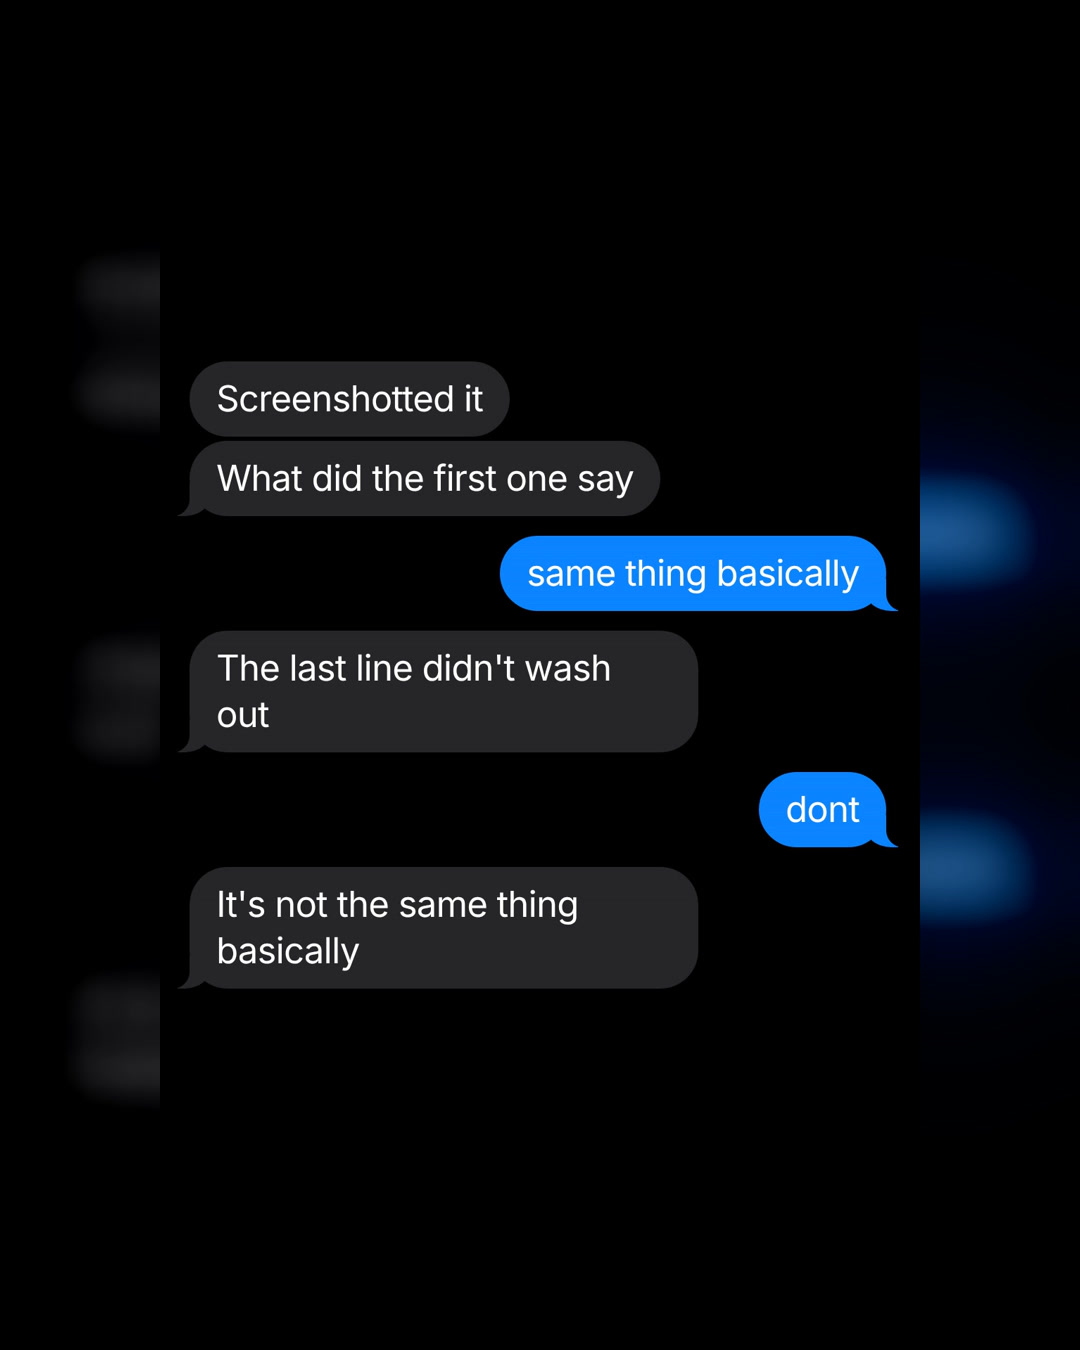 Screenshotted it
What did the first one say
same thing basically
The last line didn't wash
out
dont
It's not the same thing
basically